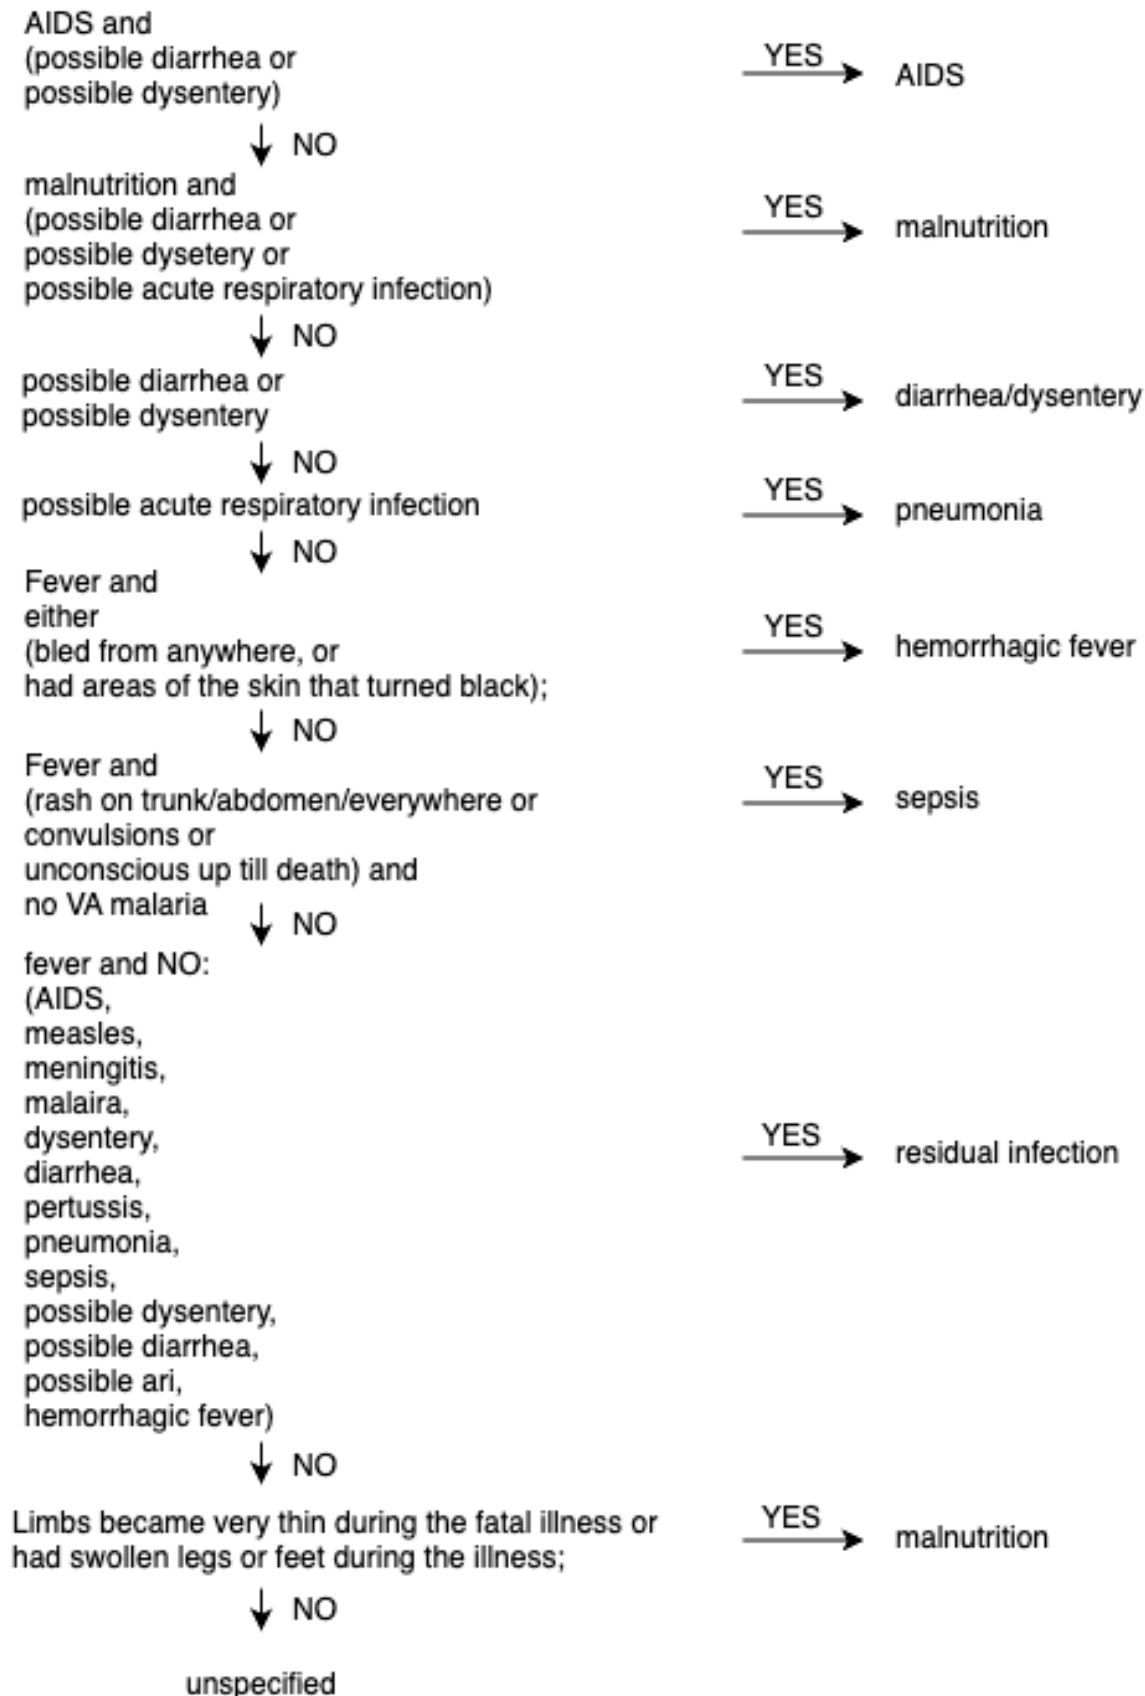 AIDS and
(possible diarrhea or
possible dysentery)
YES
AIDS
NO
malnutrition and
(possible diarrhea or
possible dysetery or
possible acute respiratory infection)
YES
malnutrition
NO
possible diarrhea or
possible dysentery
YES
diarrhea/dysentery
NO
possible acute respiratory infection
YES
pneumonia
NO
Fever and
either
(bled from anywhere, or
had areas of the skin that turned black);
YES
hemorrhagic fever
NO
Fever and
(rash on trunk/abdomen/everywhere or
convulsions or
unconscious up till death) and
no VA malaria
YES
sepsis
NO
fever and NO:
(AIDS,
measles,
meningitis,
malaira,
dysentery,
diarrhea,
pertussis,
pneumonia,
sepsis,
possible dysentery,
possible diarrhea,
possible ari,
hemorrhagic fever)
YES
residual infection
NO
Limbs became very thin during the fatal illness or
had swollen legs or feet during the illness;
YES
malnutrition
NO
unspecified